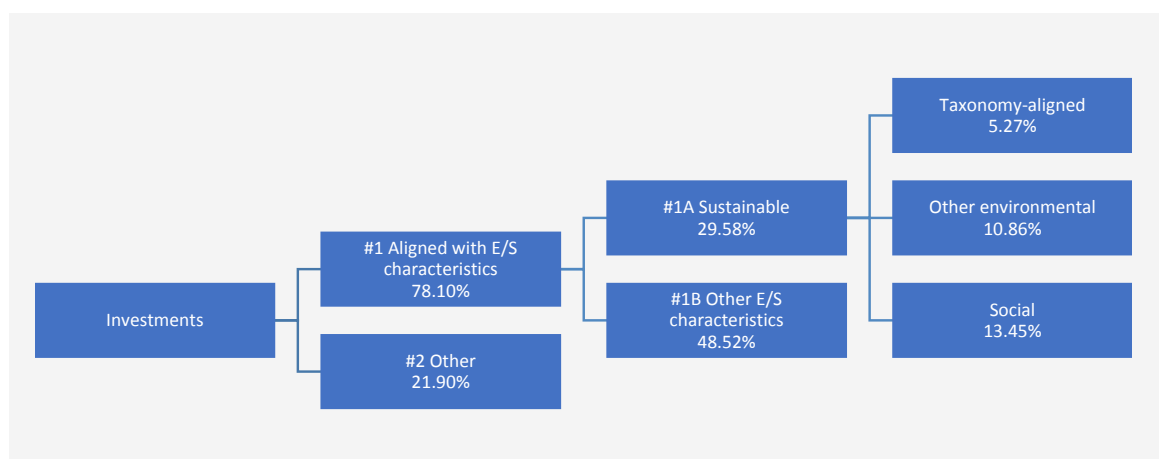 Investments
#1 Aligned with E/S
characteristics
78.10%
#2 Other
21.90%
#1A Sustainable
29.58%
#1B Other E/S
characteristics
48.52%
Taxonomy-aligned
5.27%
Other environmental
10.86%
Social
13.45%